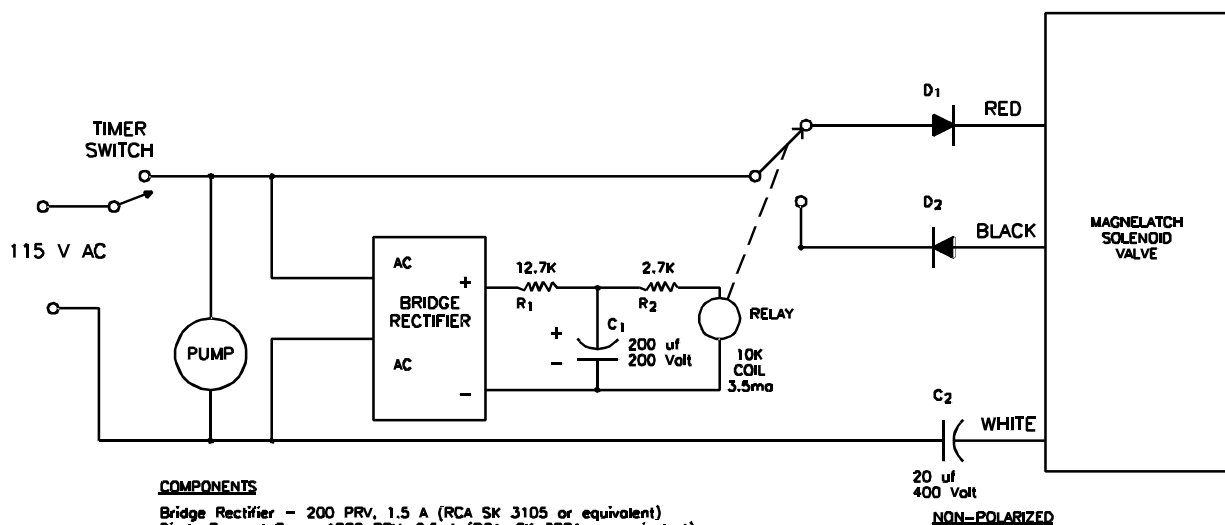 D1
RED
TIMER
SWITCH
115 V AC
D2
BLACK
MAGNELATCH
SOLENOID
VALVE
AC
+
BRIDGE
RECTIFIER
AC
–
12.7K
R1
2.7K
R2
C1
+
–
200 uf
200 Volt
RELAY
10K
COIL
3.5ma
PUMP
C2
WHITE
20 uf
400 Volt
NON-POLARIZED
COMPONENTS
Bridge Rectifier – 200 PRV, 1.5 A (RCA SK 3105 or equivalent)